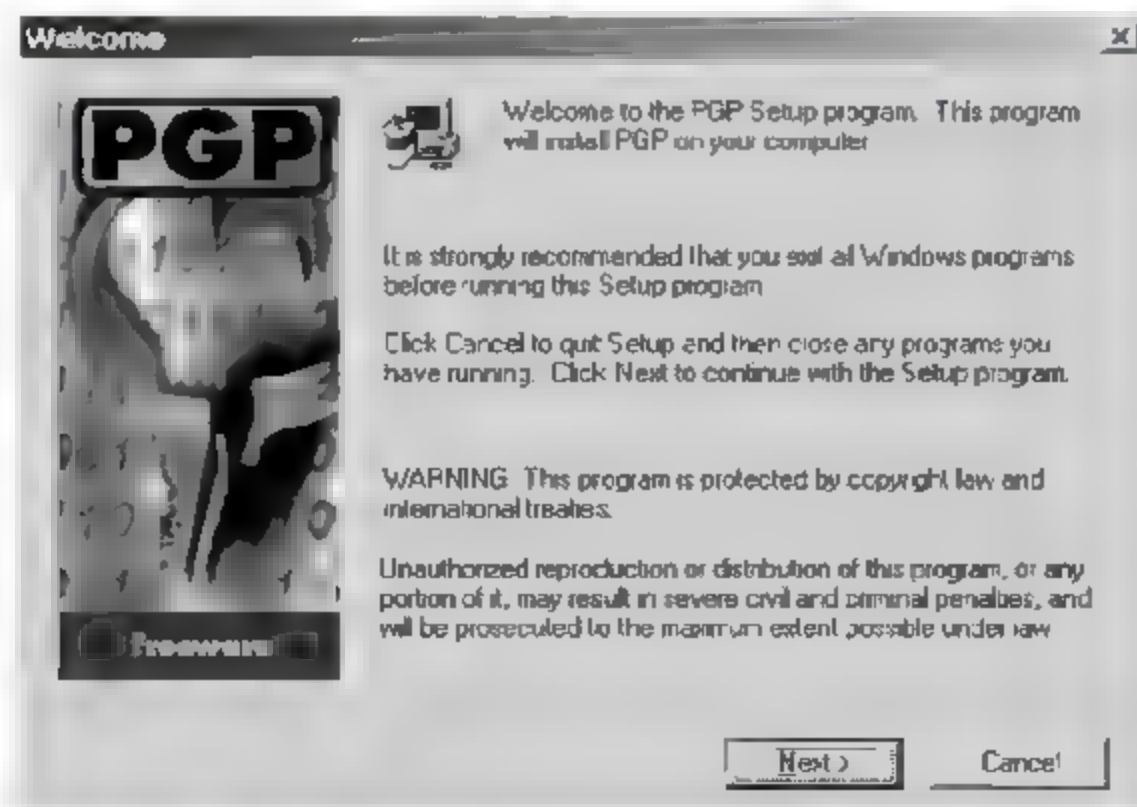 Welcome
PGP
Welcome to the PGP Setup program. This program
will install PGP on your computer.
It is strongly recommended that you exit all Windows programs
before running this Setup program.
Click Cancel to quit Setup and then close any programs you
have running. Click Next to continue with the Setup program.
WARNING: This program is protected by copyright law and
international treaties.
Unauthorized reproduction or distribution of this program, or any
portion of it, may result in severe civil and criminal penalties, and
will be prosecuted to the maximum extent possible under law.
Freeware
Next >
Cancel